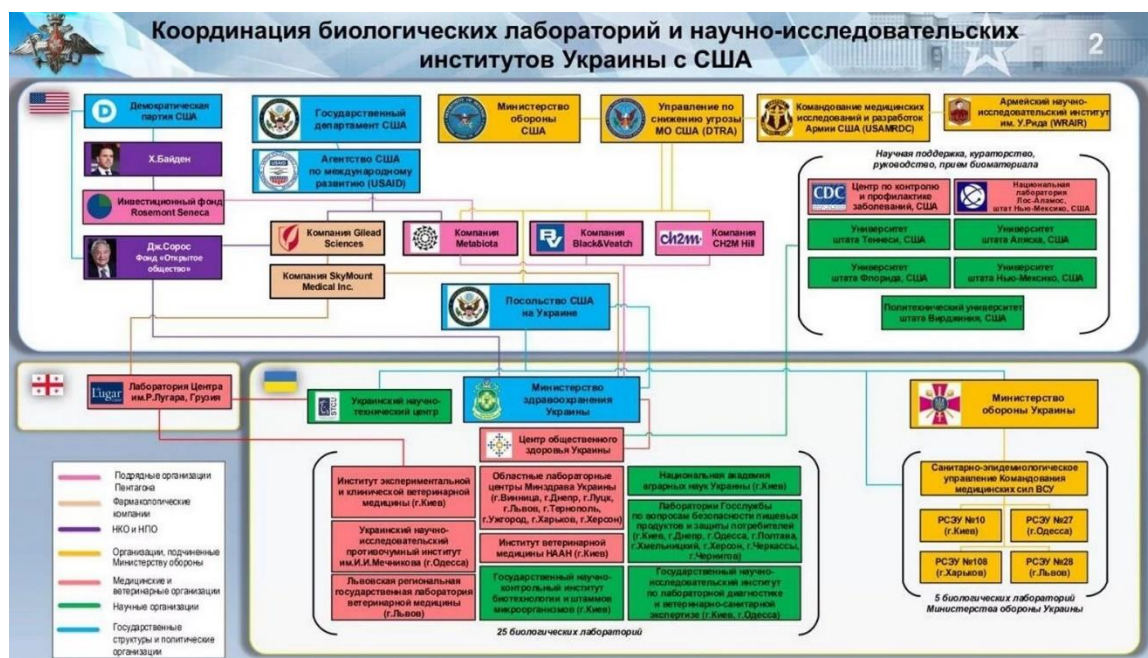 Координация биологических лабораторий и научно-исследовательских
институтов Украины с США
2
D
Демократическая
партия США
Х.Байден
Инвестиционный фонд
Rosemont Seneca
Дж.Сорос
Фонд «Открытое
общество»
Государственный
департамент США
USAID
Агентство США
по международному
развитию (USAID)
Компания Gilead
Sciences
Компания SkyMount
Medical Inc.
Министерство
обороны
США
Управление по
снижению угрозы
МО США (DTRA)
Командование медицинских
исследований и разработок
Армии США (USAMRDC)
Армейский научно-
исследовательский институт
им. У.Рида (WRAIR)
Компания
Metabiota
BV
Компания
Black&Veatch
ch2m
Компания
CH2M Hill
Посольство США
на Украине
Научная поддержка, кураторство,
руководство, прием биоматериала
CDC
Центр по контролю
и профилактике
заболеваний, США
Национальная
лаборатория
Лос-Аламос,
штат Нью-Мексико, США
Университет
штата Теннеси, США
Университет
штата Аляска, США
Университет
штата Флорида, США
Университет
штата Нью-Мексико, США
Политехнический университет
штата Вирджиния, США
Lugar
Лаборатория Центра
им.Р.Лугара, Грузия
STCU
Украинский научно-
технический центр
Министерство
здравоохранения
Украины
Центр общественного
здоровья Украины
Министерство
обороны Украины
Институт экспериментальной
и клинической ветеринарной
медицины (г.Киев)
Украинский научно-
исследовательский
противочумный институт
им.И.И.Мечникова (г.Одесса)
Львовская региональная
государственная лаборатория
ветеринарной медицины
(г.Львов)
Областные лабораторные
центры Минздрава Украины
(г.Винница, г.Днепр, г.Луцк,
г.Львов, г.Тернополь,
г.Ужгород, г.Харьков, г.Херсон)
Институт ветеринарной
медицины НААН (г.Киев)
Государственный научно-
контрольный институт
биотехнологии и штаммов
микроорганизмов (г.Киев)
Национальная академия
аграрных наук Украины (г.Киев)
Лаборатории Госслужбы
по вопросам безопасности пищевых
продуктов и защиты потребителей
(г.Киев, г.Днепр, г.Одесса, г.Полтава,
г.Хмельницкий, г.Херсон, г.Черкассы,
г.Чернигов)
Государственный научно-
исследовательский институт
по лабораторной диагностике
и ветеринарно-санитарной
экспертизе (г.Киев, г.Одесса)
25 биологических лабораторий
Санитарно-эпидемиологическое
управление Командования
медицинских сил ВСУ
РСЭУ №10
(г.Киев)
РСЭУ №27
(г.Одесса)
РСЭУ №108
(г.Харьков)
РСЭУ №28
(г.Львов)
5 биологических лабораторий
Министерства обороны Украины
Подрядные организации
Пентагона
Фармакологические
компании
НКО и НПО
Организации, подчиненные
Министерству обороны
Медицинские и
ветеринарные организации
Научные организации
Государственные
структуры и политические
организации